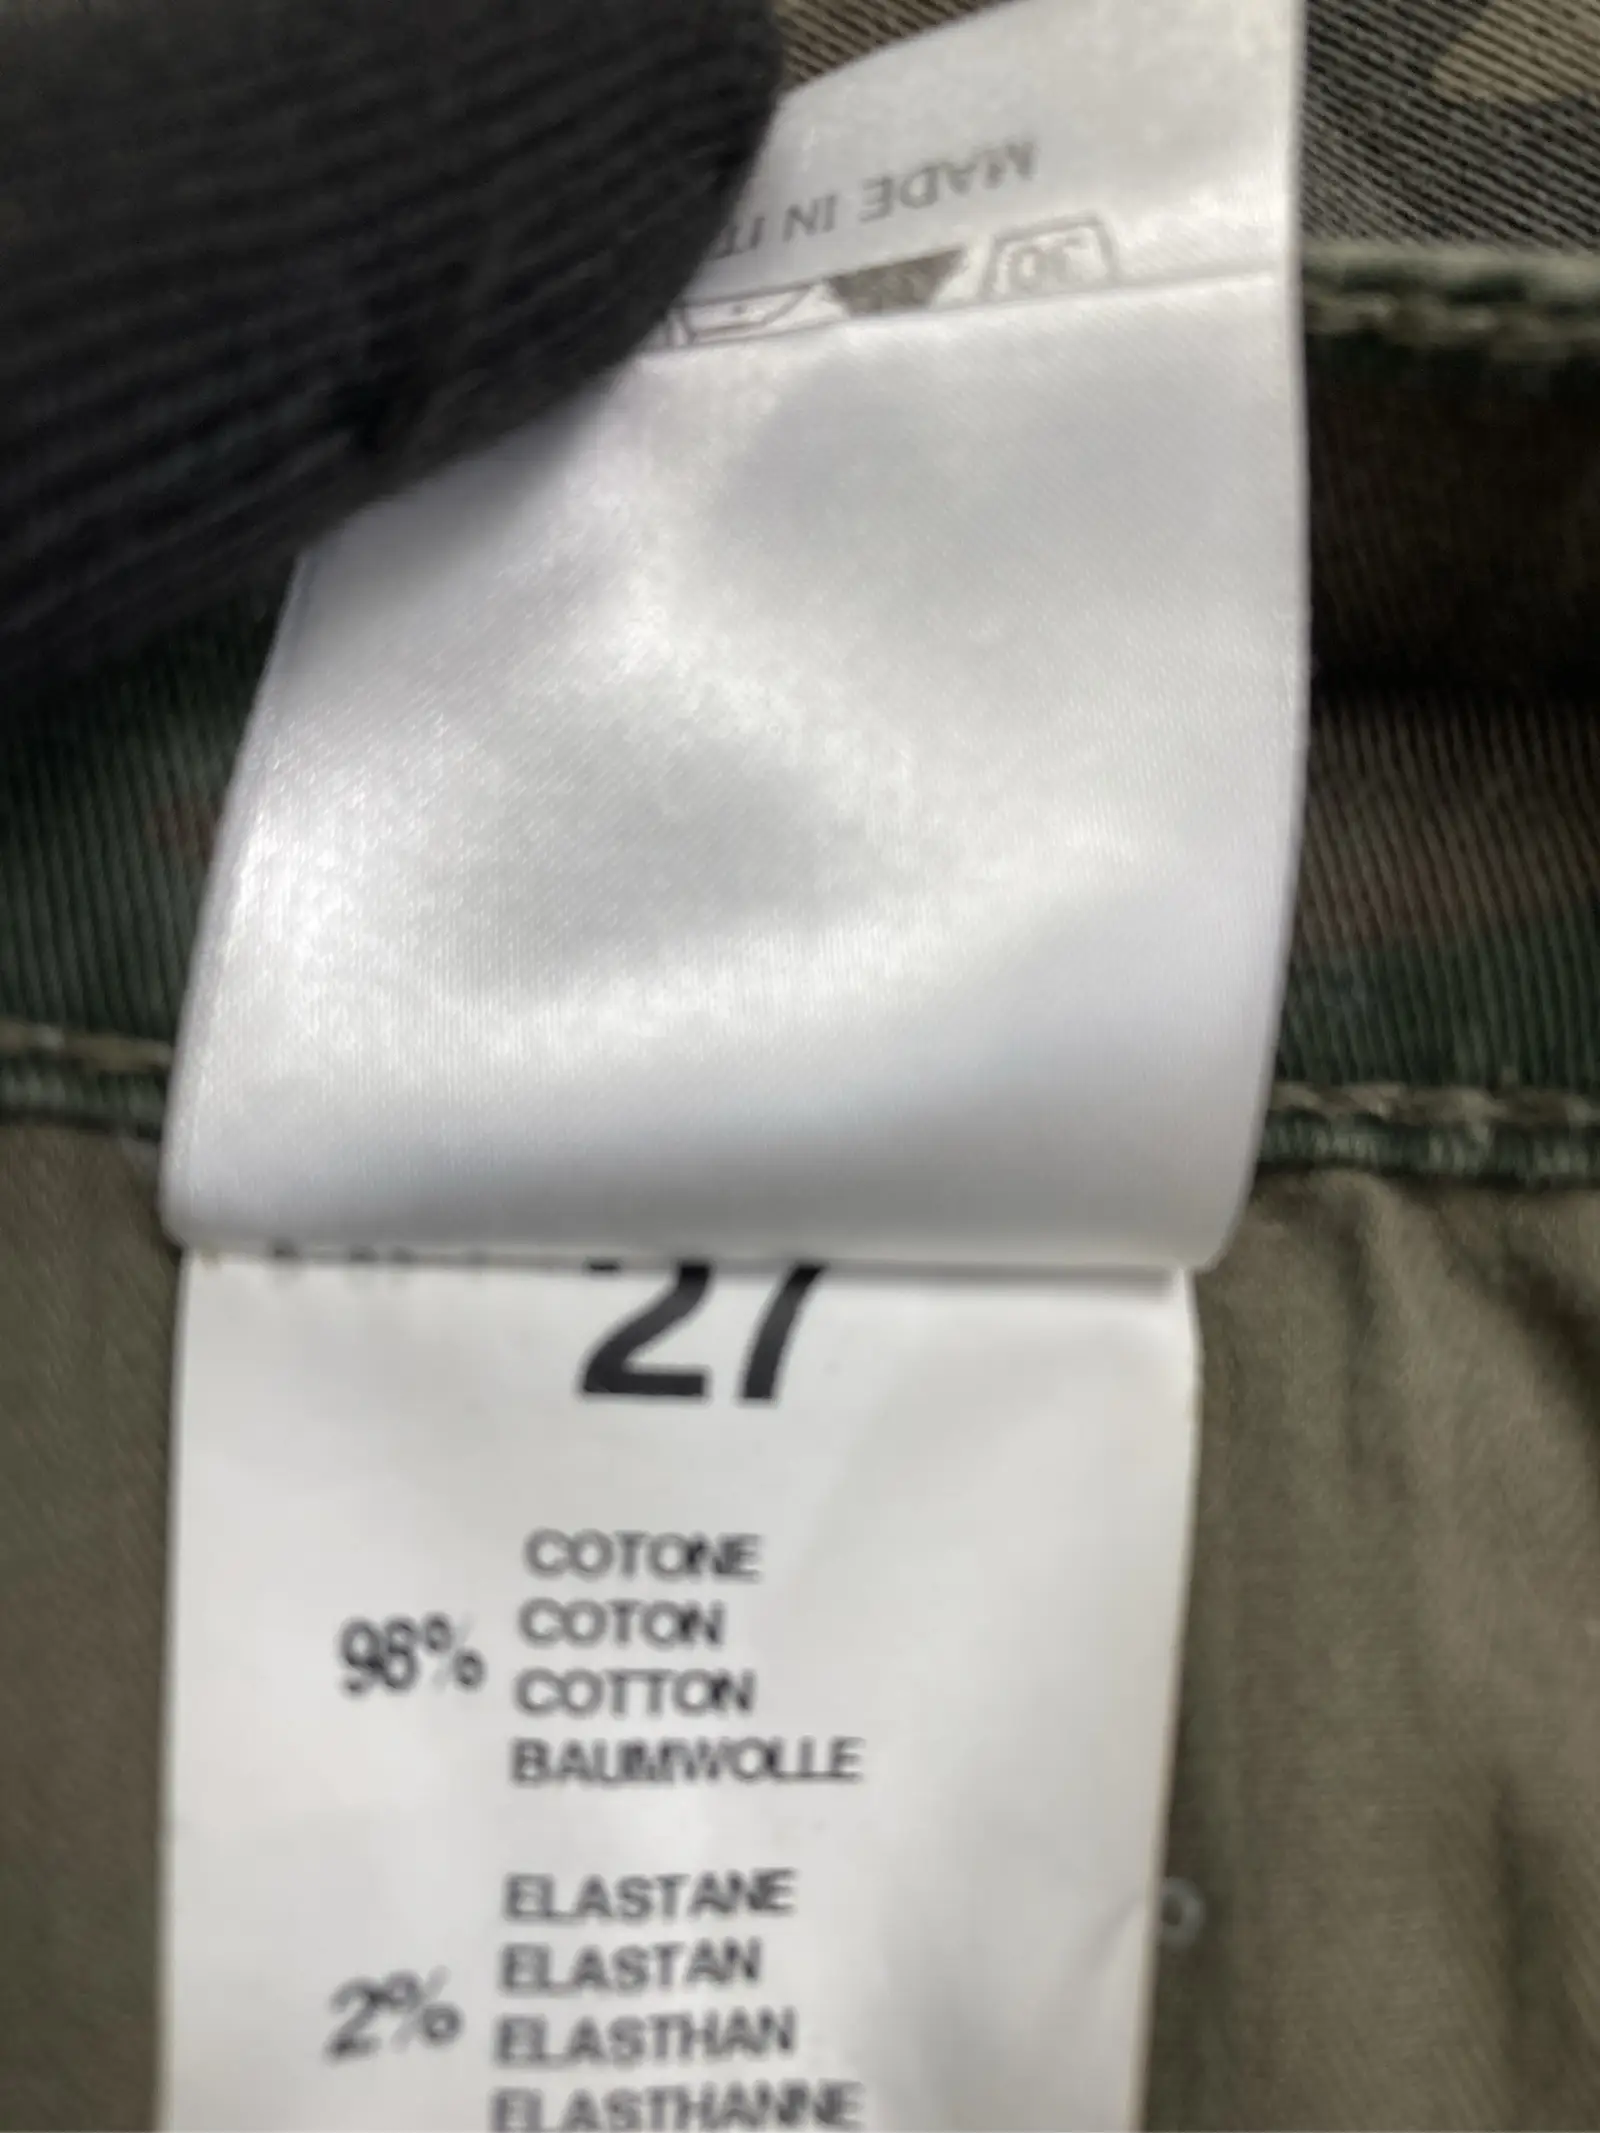 MADE IN IT
30
27
COTONE
98% COTON
COTTON
BAUMWOLLE
ELASTANE
ELASTAN
2% ELASTHAN
ELASTHANNE